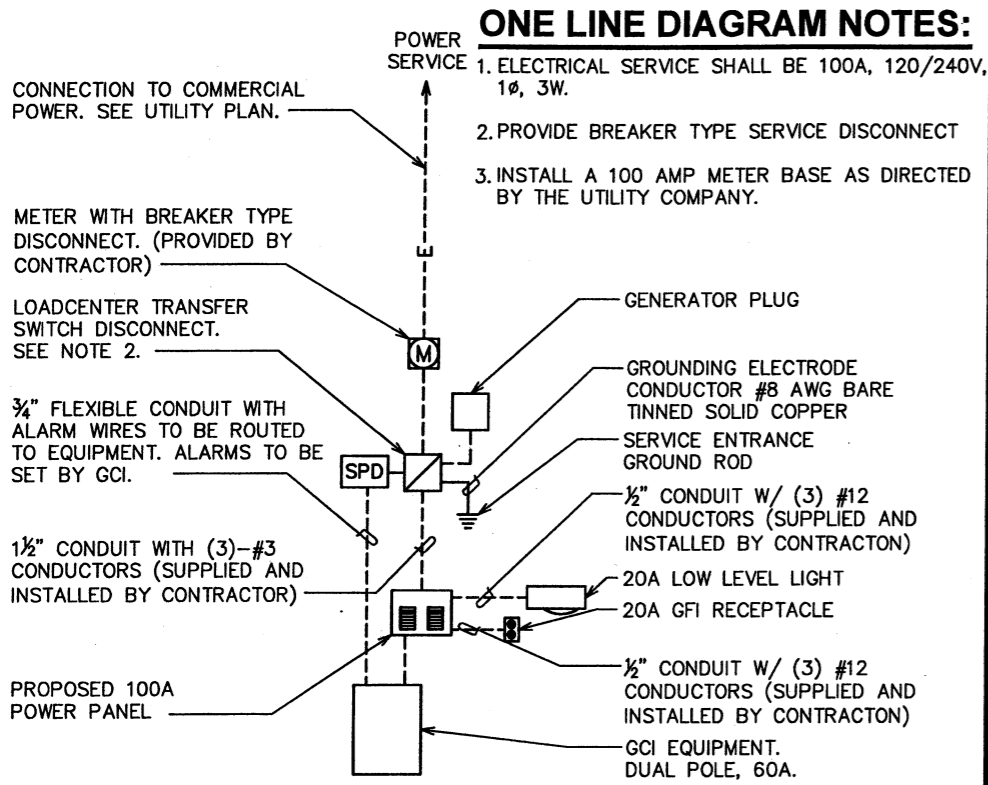 ONE LINE DIAGRAM NOTES:
1. ELECTRICAL SERVICE SHALL BE 100A, 120/240V,
1ø, 3W.
2. PROVIDE BREAKER TYPE SERVICE DISCONNECT
3. INSTALL A 100 AMP METER BASE AS DIRECTED
BY THE UTILITY COMPANY.
POWER
SERVICE
CONNECTION TO COMMERCIAL
POWER. SEE UTILITY PLAN.
METER WITH BREAKER TYPE
DISCONNECT. (PROVIDED BY
CONTRACTOR)
LOADCENTER TRANSFER
SWITCH DISCONNECT.
SEE NOTE 2.
¾" FLEXIBLE CONDUIT WITH
ALARM WIRES TO BE ROUTED
TO EQUIPMENT. ALARMS TO BE
SET BY GCI.
1½" CONDUIT WITH (3)-#3
CONDUCTORS (SUPPLIED AND
INSTALLED BY CONTRACTOR)
PROPOSED 100A
POWER PANEL
M
SPD
GENERATOR PLUG
GROUNDING ELECTRODE
CONDUCTOR #8 AWG BARE
TINNED SOLID COPPER
SERVICE ENTRANCE
GROUND ROD
½" CONDUIT W/ (3) #12
CONDUCTORS (SUPPLIED AND
INSTALLED BY CONTRACTON)
20A LOW LEVEL LIGHT
20A GFI RECEPTACLE
½" CONDUIT W/ (3) #12
CONDUCTORS (SUPPLIED AND
INSTALLED BY CONTRACTON)
GCI EQUIPMENT.
DUAL POLE, 60A.